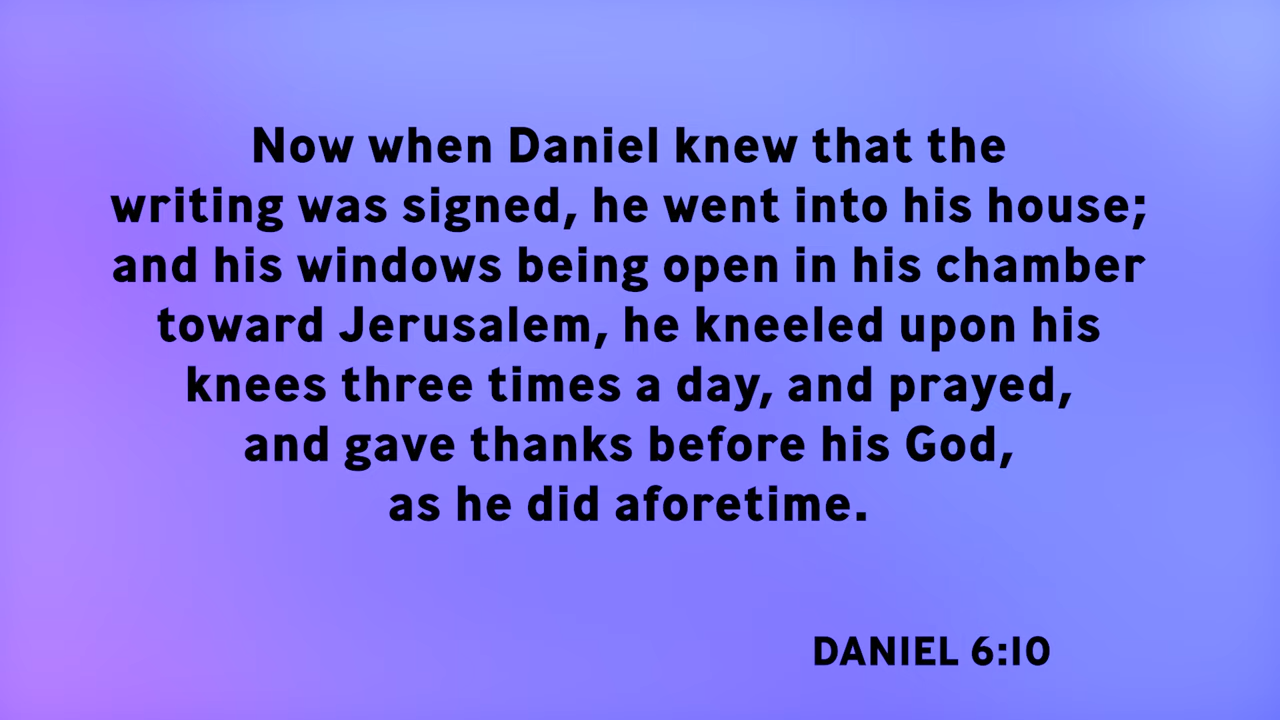 Now when Daniel knew that the
writing was signed, he went into his house;
and his windows being open in his chamber
toward Jerusalem, he kneeled upon his
knees three times a day, and prayed,
and gave thanks before his God,
as he did aforetime.
DANIEL 6:10